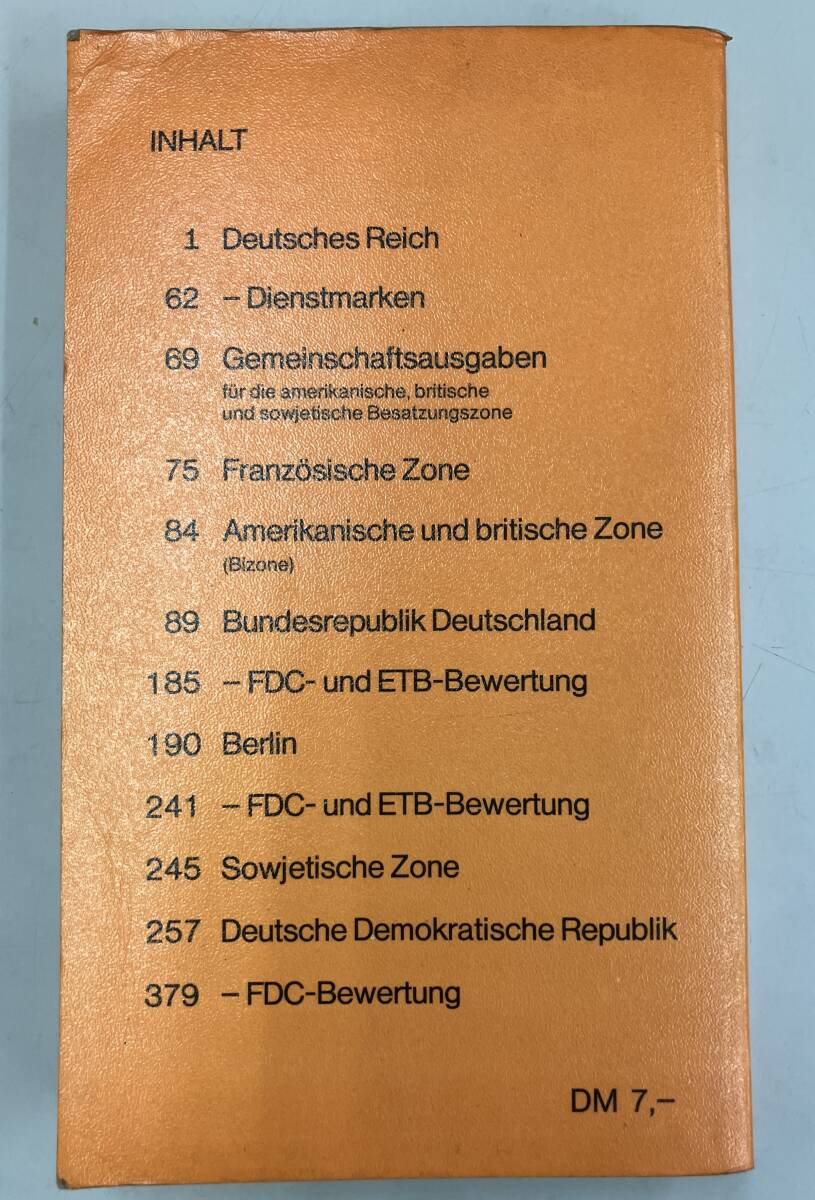 INHALT
1 Deutsches Reich
62 – Dienstmarken
69 Gemeinschaftsausgaben
für die amerikanische, britische
und sowjetische Besatzungszone
75 Französische Zone
84 Amerikanische und britische Zone
(Bizone)
89 Bundesrepublik Deutschland
185 – FDC- und ETB-Bewertung
190 Berlin
241 – FDC- und ETB-Bewertung
245 Sowjetische Zone
257 Deutsche Demokratische Republik
379 – FDC-Bewertung
DM 7,–